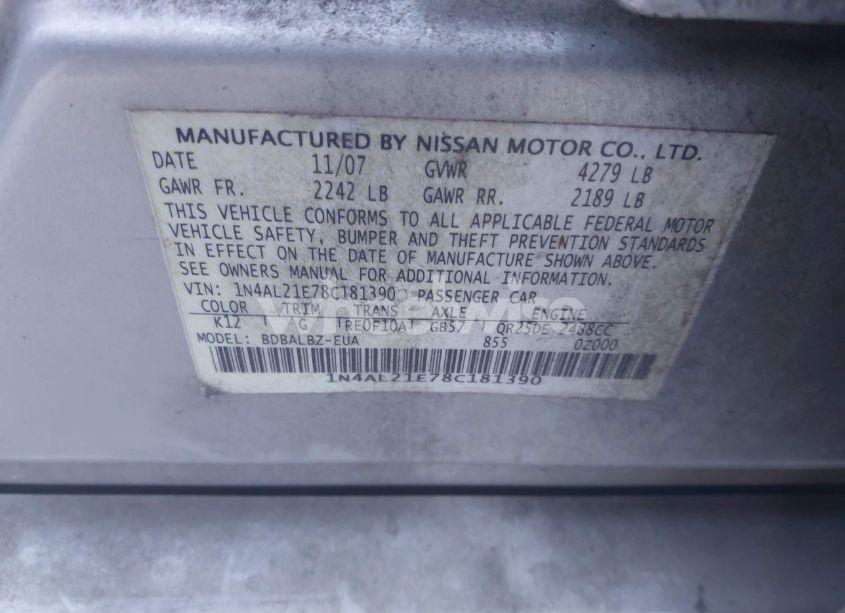 MANUFACTURED BY NISSAN MOTOR CO., LTD.
DATE 11/07 GVWR 4279 LB
GAWR FR. 2242 LB GAWR RR. 2189 LB
THIS VEHICLE CONFORMS TO ALL APPLICABLE FEDERAL MOTOR
VEHICLE SAFETY, BUMPER AND THEFT PREVENTION STANDARDS
IN EFFECT ON THE DATE OF MANUFACTURE SHOWN ABOVE.
SEE OWNERS MANUAL FOR ADDITIONAL INFORMATION.
VIN: 1N4AL21E78C181390 PASSENGER CAR
COLOR TRIM TRANS AXLE ENGINE
K12 G RE0F10A GB57 QR25DE 2488CC
MODEL: BDBALBZ-EUA 855 0Z000
1N4AL21E78C181390